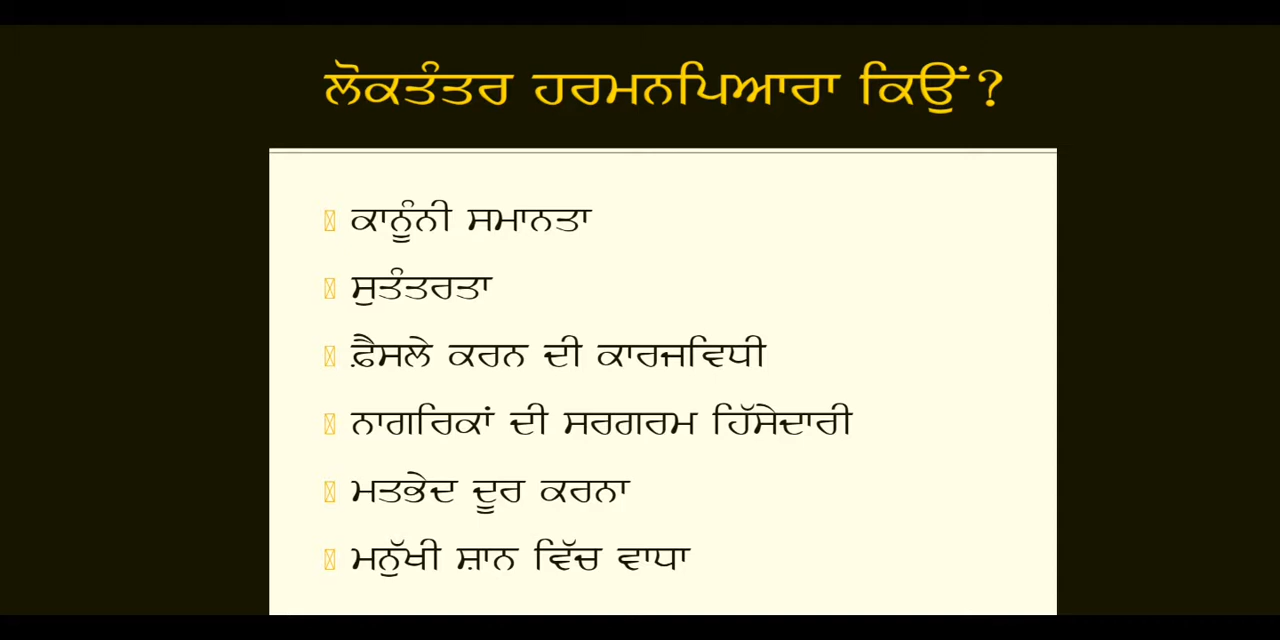 ਲੋਕਤੰਤਰ ਹਰਮਨਪਿਆਰਾ ਕਿਉਂ?
ਕਾਨੂੰਨੀ ਸਮਾਨਤਾ
ਸੁਤੰਤਰਤਾ
ਫ਼ੈਸਲੇ ਕਰਨ ਦੀ ਕਾਰਜਵਿਧੀ
ਨਾਗਰਿਕਾਂ ਦੀ ਸਰਗਰਮ ਹਿੱਸੇਦਾਰੀ
ਮਤਭੇਦ ਦੂਰ ਕਰਨਾ
ਮਨੁੱਖੀ ਸ਼ਾਨ ਵਿੱਚ ਵਾਧਾ